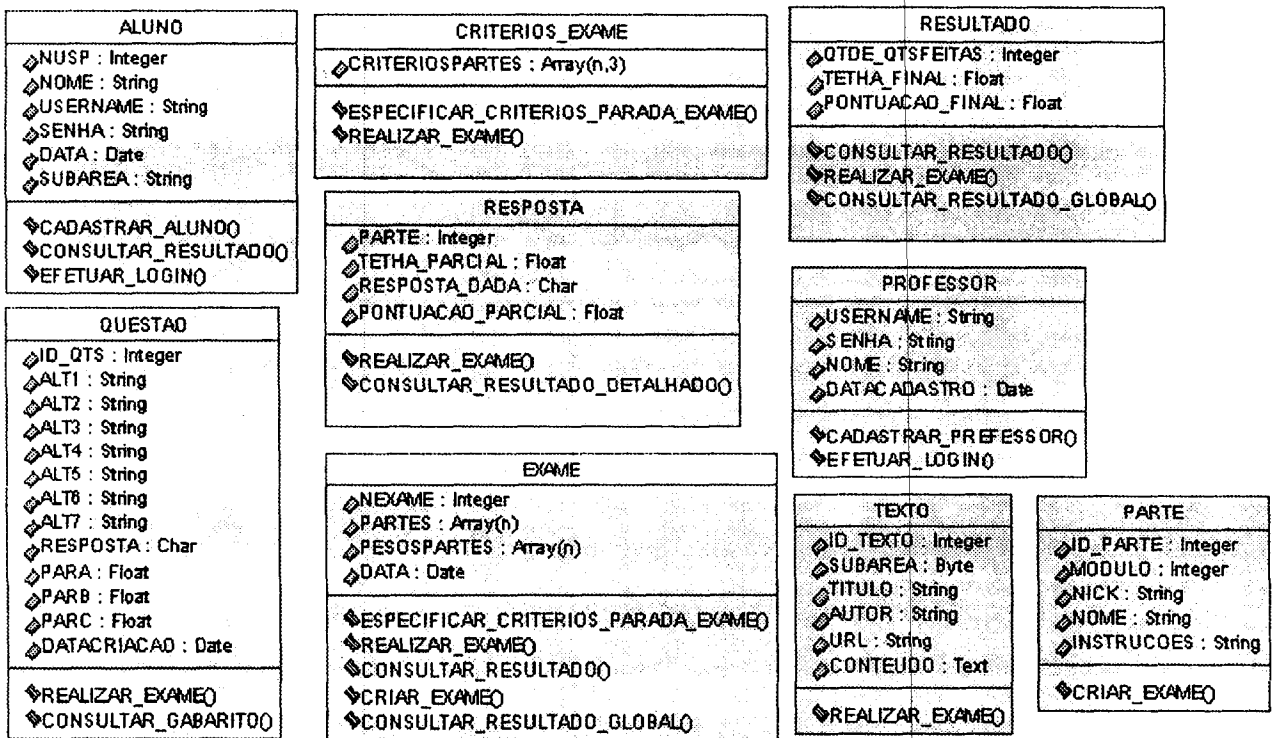 ALUNO
NUSP : Integer
NOME : String
USERNAME : String
SENHA : String
DATA : Date
SUBAREA : String
CADASTRAR_ALUNO()
CONSULTAR_RESULTADO()
EFETUAR_LOGIN()
QUESTAO
ID_QTS : Integer
ALT1 : String
ALT2 : String
ALT3 : String
ALT4 : String
ALT5 : String
ALT6 : String
ALT7 : String
RESPOSTA : Char
PARA : Float
PARB : Float
PARC : Float
DATACRIACAO : Date
REALIZAR_EXAME()
CONSULTAR_GABARITO()
CRITERIOS_EXAME
CRITERIOSPARTES : Array(n,3)
ESPECIFICAR_CRITERIOS_PARADA_EXAME()
REALIZAR_EXAME()
RESPOSTA
PARTE : Integer
TETHA_PARCIAL : Float
RESPOSTA_DADA : Char
PONTUACAO_PARCIAL : Float
REALIZAR_EXAME()
CONSULTAR_RESULTADO_DETALHADO()
EXAME
NEXAME : Integer
PARTES : Array(n)
PESOSPARTES : Array(n)
DATA : Date
ESPECIFICAR_CRITERIOS_PARADA_EXAME()
REALIZAR_EXAME()
CONSULTAR_RESULTADO()
CRIAR_EXAME()
CONSULTAR_RESULTADO_GLOBAL()
RESULTADO
QTDE_QTSFEITAS : Integer
TETHA_FINAL : Float
PONTUACAO_FINAL : Float
CONSULTAR_RESULTADO()
REALIZAR_EXAME()
CONSULTAR_RESULTADO_GLOBAL()
PROFESSOR
USERNAME : String
SENHA : String
NOME : String
DATACADASTRO : Date
CADASTRAR_PREFESSOR()
EFETUAR_LOGIN()
TEXTO
ID_TEXTO : Integer
SUBAREA : Byte
TITULO : String
AUTOR : String
URL : String
CONTEUDO : Text
REALIZAR_EXAME()
PARTE
ID_PARTE : Integer
MODULO : Integer
NICK : String
NOME : String
INSTRUCOES : String
CRIAR_EXAME()